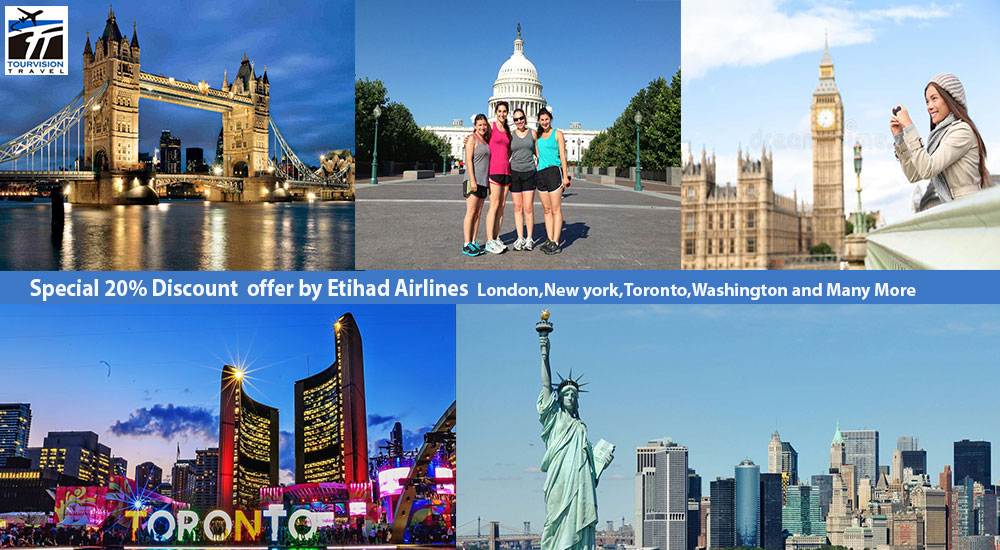 TOURVISION
TRAVEL
Special 20% Discount offer by Etihad Airlines London,New york,Toronto,Washington and Many More
TORONTO